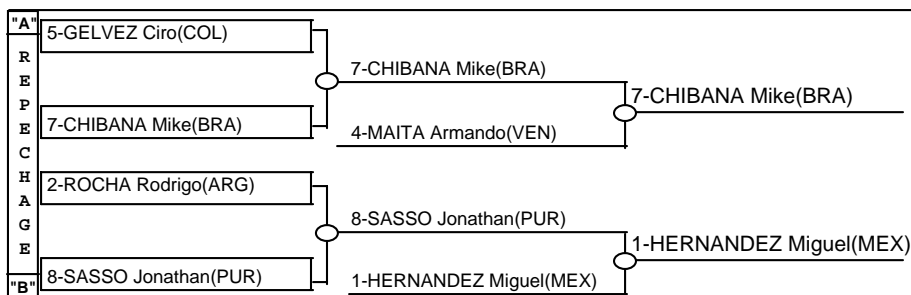 "A"
REPECHAGE
"B"
5-GELVEZ Ciro(COL)
7-CHIBANA Mike(BRA)
7-CHIBANA Mike(BRA)
4-MAITA Armando(VEN)
7-CHIBANA Mike(BRA)
2-ROCHA Rodrigo(ARG)
8-SASSO Jonathan(PUR)
8-SASSO Jonathan(PUR)
1-HERNANDEZ Miguel(MEX)
1-HERNANDEZ Miguel(MEX)